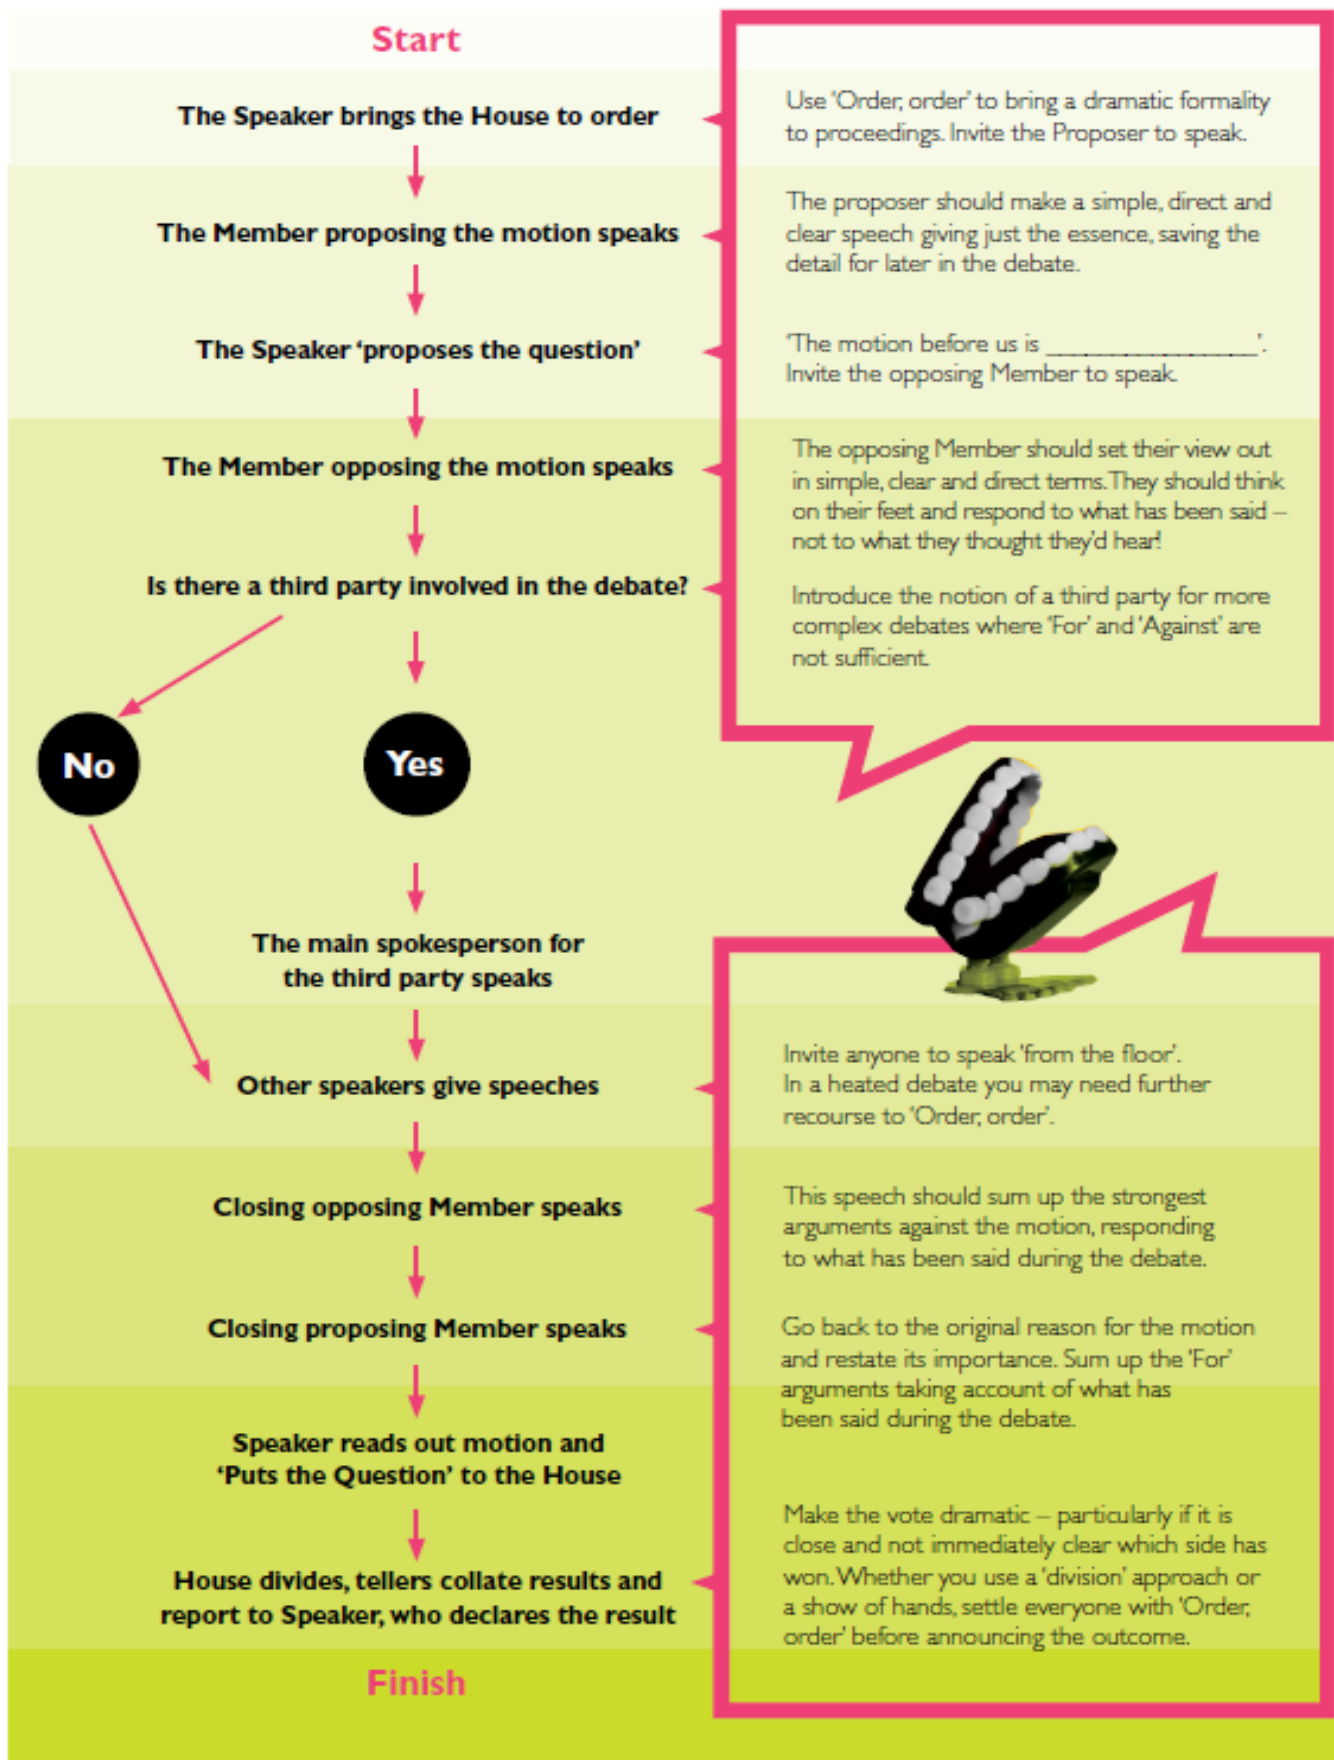 Start
The Speaker brings the House to order
Use ‘Order, order’ to bring a dramatic formality
to proceedings. Invite the Proposer to speak.
The Member proposing the motion speaks
The proposer should make a simple, direct and
clear speech giving just the essence, saving the
detail for later in the debate.
The Speaker ‘proposes the question’
‘The motion before us is ________________’.
Invite the opposing Member to speak.
The Member opposing the motion speaks
The opposing Member should set their view out
in simple, clear and direct terms. They should think
on their feet and respond to what has been said –
not to what they thought they’d hear!
Is there a third party involved in the debate?
Introduce the notion of a third party for more
complex debates where ‘For’ and ‘Against’ are
not sufficient.
No
Yes
The main spokesperson for
the third party speaks
Other speakers give speeches
Invite anyone to speak ‘from the floor’.
In a heated debate you may need further
recourse to ‘Order, order’.
Closing opposing Member speaks
This speech should sum up the strongest
arguments against the motion, responding
to what has been said during the debate.
Closing proposing Member speaks
Go back to the original reason for the motion
and restate its importance. Sum up the ‘For’
arguments taking account of what has
been said during the debate.
Speaker reads out motion and
‘Puts the Question’ to the House
House divides, tellers collate results and
report to Speaker, who declares the result
Make the vote dramatic – particularly if it is
close and not immediately clear which side has
won. Whether you use a ‘division’ approach or
a show of hands, settle everyone with ‘Order,
order’ before announcing the outcome.
Finish